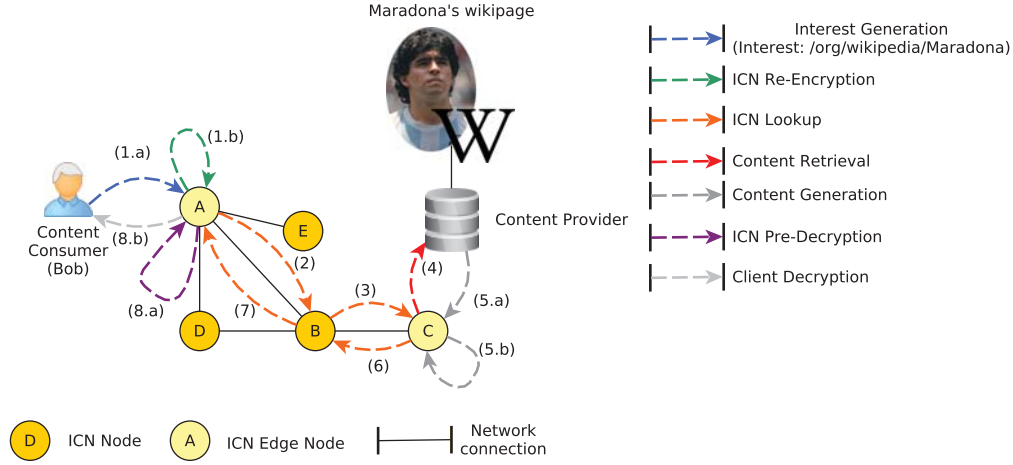 Maradona's wikipage
W
Interest Generation
(Interest: /org/wikipedia/Maradona)
ICN Re-Encryption
ICN Lookup
Content Retrieval
Content Generation
ICN Pre-Decryption
Client Decryption
(1.a)
(1.b)
A
E
Content
Consumer
(Bob)
(8.b)
(8.a)
(2)
(7)
(3)
(4)
Content Provider
(5.a)
(5.b)
D
B
C
(6)
D
ICN Node
A
ICN Edge Node
Network
connection